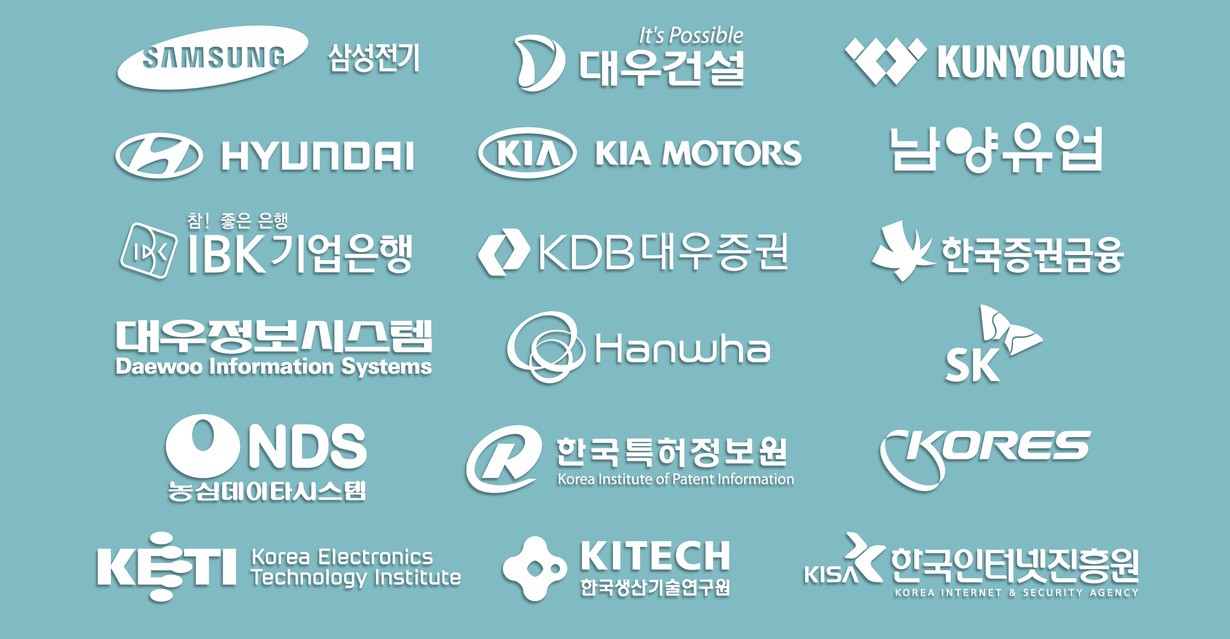 SAMSUNG 삼성전기
It's Possible
대우건설
KUNYOUNG
HYUNDAI
KIA KIA MOTORS
남양유업
참! 좋은 은행
IBK IBK기업은행
KDB대우증권
한국증권금융
대우정보시스템
Daewoo Information Systems
Hanwha
SK
NDS
농심데이타시스템
R 한국특허정보원
Korea Institute of Patent Information
KORES
KETI Korea Electronics
Technology Institute
KITECH
한국생산기술연구원
KISA 한국인터넷진흥원
KOREA INTERNET & SECURITY AGENCY